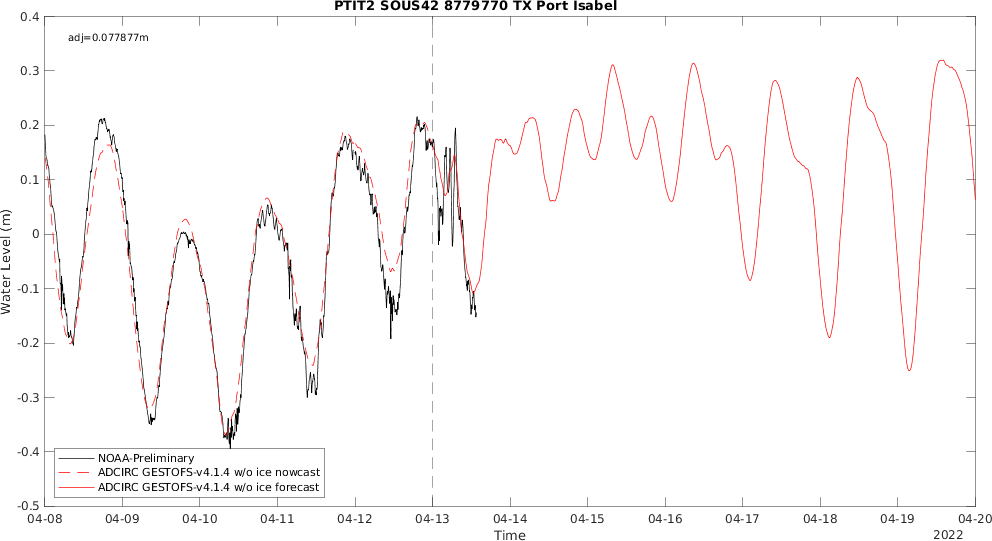 PTIT2 SOUS42 8779770 TX Port Isabel
adj=0.077877m
0.4
0.3
0.2
0.1
0
-0.1
-0.2
-0.3
-0.4
-0.5
Water Level (m)
NOAA-Preliminary
ADCIRC GESTOFS-v4.1.4 w/o ice nowcast
ADCIRC GESTOFS-v4.1.4 w/o ice forecast
04-08 04-09 04-10 04-11 04-12 04-13 04-14 04-15 04-16 04-17 04-18 04-19 04-20
Time
2022